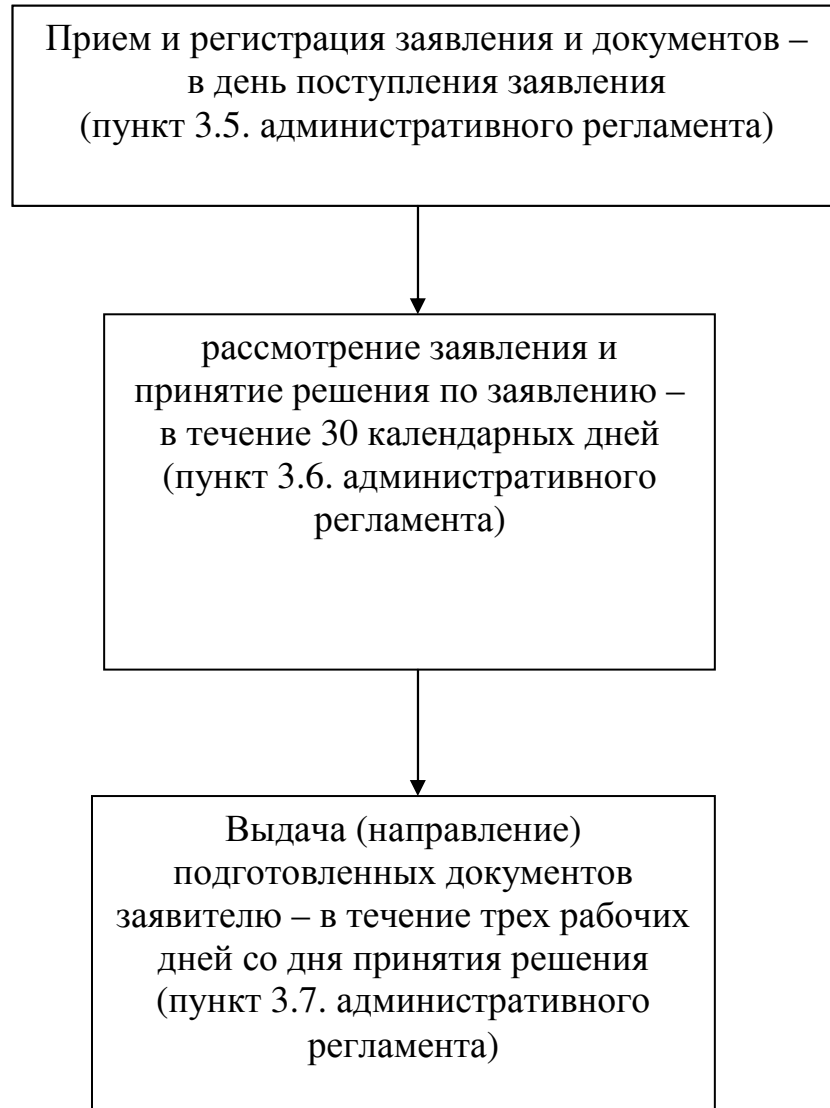 Прием и регистрация заявления и документов –
в день поступления заявления
(пункт 3.5. административного регламента)
рассмотрение заявления и
принятие решения по заявлению –
в течение 30 календарных дней
(пункт 3.6. административного
регламента)
Выдача (направление)
подготовленных документов
заявителю – в течение трех рабочих
дней со дня принятия решения
(пункт 3.7. административного
регламента)